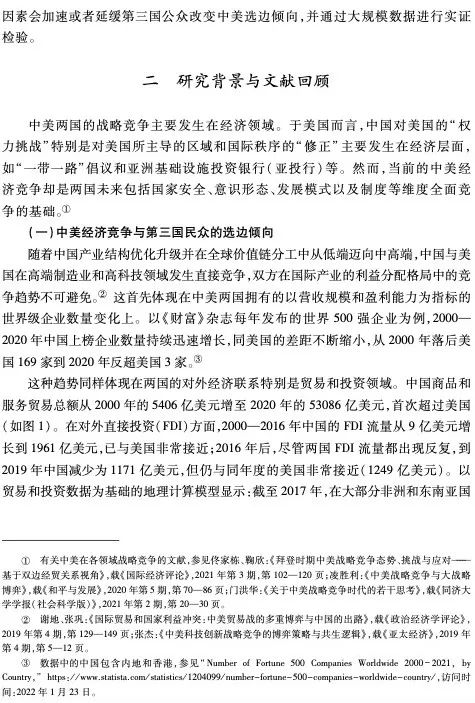 因素会加速或者延缓第三国公众改变中美选边倾向,并通过大规模数据进行实证
检验。
二 研究背景与文献回顾
中美两国的战略竞争主要发生在经济领域。于美国而言,中国对美国的“权
力挑战”特别是对美国所主导的区域和国际秩序的“修正”主要发生在经济层面,
如“一带一路”倡议和亚洲基础设施投资银行(亚投行)等。然而,当前的中美经
济竞争却是两国未来包括国家安全、意识形态、发展模式以及制度等维度全面竞
争的基础。①
(一)中美经济竞争与第三国民众的选边倾向
随着中国产业结构优化升级并在全球价值链分工中从低端迈向中高端,中国与美
国在高端制造业和高科技领域发生直接竞争,双方在国际产业的利益分配格局中的竞
争趋势不可避免。② 这首先体现在中美两国拥有的以营收规模和盈利能力为指标的
世界级企业数量变化上。以《财富》杂志每年发布的世界 500 强企业为例,2000—
2020 年中国上榜企业数量持续迅速增长,同美国的差距不断缩小,从 2000 年落后美
国 169 家到 2020 年反超美国 3 家。③
这种趋势同样体现在两国的对外经济联系特别是贸易和投资领域。中国商品和
服务贸易总额从 2000 年的 5406 亿美元增至 2020 年的 53086 亿美元,首次超过美国
(如图 1)。在对外直接投资(FDI)方面,2000—2016 年中国的 FDI 流量从 9 亿美元增
长到 1961 亿美元,已与美国非常接近;2016 年后,尽管两国 FDI 流量都出现反复,到
2019 年中国减少为 1171 亿美元,但仍与同年度的美国非常接近(1249 亿美元)。以
贸易和投资数据为基础的地理计算模型显示:截至 2017 年,在大部分非洲和东南亚国
① 有关中美在各领域战略竞争的文献,参见佟家栋、鞠欣:《拜登时期中美战略竞争态势、挑战与应对——
基于双边经贸关系视角》,载《国际经济评论》,2021 年第 3 期,第 102—120 页;凌胜利:《中美战略竞争与大战略
博弈》,载《和平与发展》,2020 年第 5 期,第 70—86 页;门洪华:《关于中美战略竞争时代的若干思考》,载《同济大
学学报(社会科学版)》,2021 年第 2 期,第 20—30 页。
② 谢地、张巩:《国际贸易和国家利益冲突:中美贸易战的多重博弈与中国的出路》,载《政治经济学评论》,
2019 年第 4 期,第 129—149 页;张杰:《中美科技创新战略竞争的博弈策略与共生逻辑》,载《亚太经济》,2019 年
第 4 期,第 5—12 页。
③ 数据中的中国包含内地和香港,参见“Number of Fortune 500 Companies Worldwide 2000-2021, by
Country,” https://www.statista.com/statistics/1204099/number-fortune-500-companies-worldwide-country/,访问时
间:2022 年 1 月 23 日。